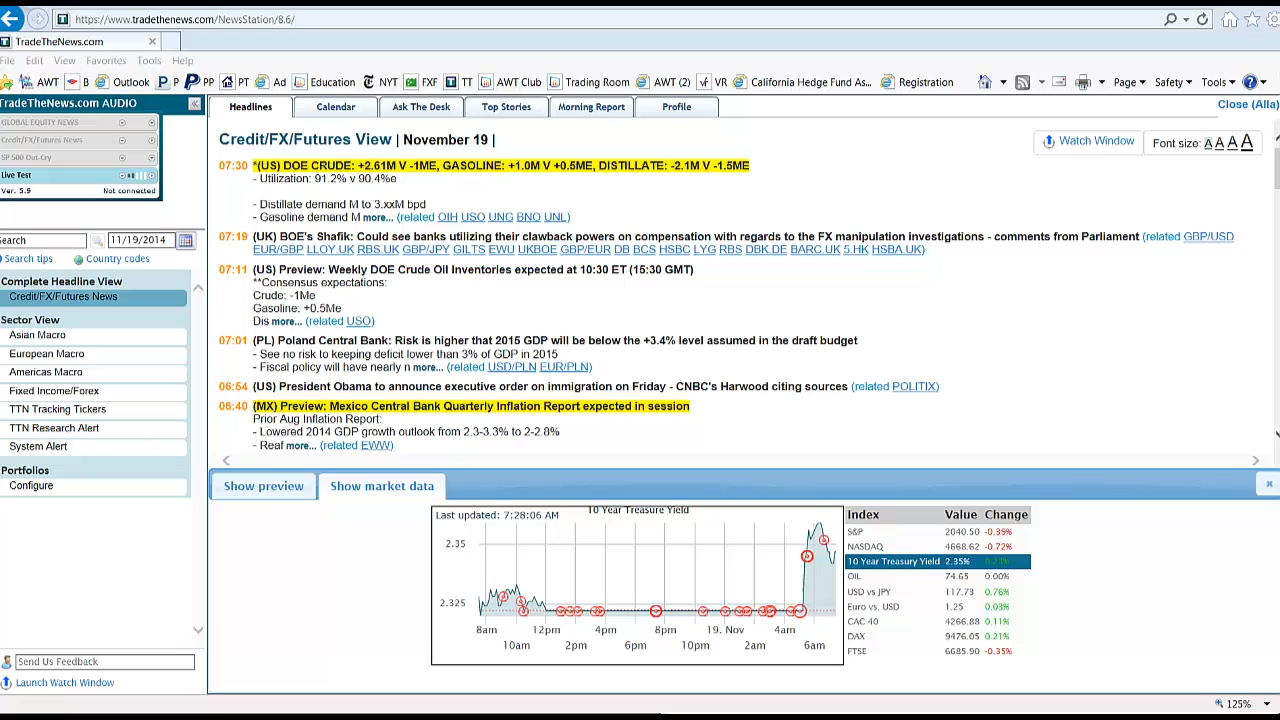 https://www.tradethenews.com/NewsStation/8.6/
TradeTheNews.com
File Edit View Favorites Tools Help
AWT B Outlook P PP PT Ad Education NYT FXF TT AWT Club Trading Room AWT (2) VR California Hedge Fund As... Registration Page Safety Tools
TradeTheNews.com AUDIO
GLOBAL EQUITY NEWS
Credit/FX/Futures News
SP 500 Out-Cry
Live Test
Ver. 5.9 Not connected
Search 11/19/2014
Search tips Country codes
Complete Headline View
Credit/FX/Futures News
Sector View
Asian Macro
European Macro
Americas Macro
Fixed Income/Forex
TTN Tracking Tickers
TTN Research Alert
System Alert
Portfolios
Configure
Send Us Feedback
Launch Watch Window
Headlines Calendar Ask The Desk Top Stories Morning Report Profile
Close (Alla)
Credit/FX/Futures View | November 19 |
Watch Window Font size: A A A A
07:30 *(US) DOE CRUDE: +2.61M V -1ME, GASOLINE: +1.0M V +0.5ME, DISTILLATE: -2.1M V -1.5ME
- Utilization: 91.2% v 90.4%e
- Distillate demand M to 3.xxM bpd
- Gasoline demand M more... (related OIH USO UNG BNO UNL)
07:19 (UK) BOE's Shafik: Could see banks utilizing their clawback powers on compensation with regards to the FX manipulation investigations - comments from Parliament (related GBP/USD
EUR/GBP LLOY.UK RBS.UK GBP/JPY GILTS EWU UKBOE GBP/EUR DB BCS HSBC LYG RBS DBK.DE BARC.UK 5.HK HSBA.UK)
07:11 (US) Preview: Weekly DOE Crude Oil Inventories expected at 10:30 ET (15:30 GMT)
**Consensus expectations:
Crude: -1Me
Gasoline: +0.5Me
Dis more... (related USO)
07:01 (PL) Poland Central Bank: Risk is higher that 2015 GDP will be below the +3.4% level assumed in the draft budget
- See no risk to keeping deficit lower than 3% of GDP in 2015
- Fiscal policy will have nearly n more... (related USD/PLN EUR/PLN)
06:54 (US) President Obama to announce executive order on immigration on Friday - CNBC's Harwood citing sources (related POLITIX)
06:40 (MX) Preview: Mexico Central Bank Quarterly Inflation Report expected in session
Prior Aug Inflation Report:
- Lowered 2014 GDP growth outlook from 2.3-3.3% to 2-2.8%
- Reaf more... (related EWW)
Show preview Show market data
Last updated: 7:28:06 AM 10 Year Treasury Yield
2.35
2.325
8am 12pm 4pm 8pm 19. Nov 4am
10am 2pm 6pm 10pm 2am 6am
Index Value Change
S&P 2040.50 -0.39%
NASDAQ 4668.62 -0.72%
10 Year Treasury Yield 2.35%
OIL 74.65 0.00%
USD vs JPY 117.73 0.76%
Euro vs. USD 1.25 0.03%
CAC 40 4266.88 0.11%
DAX 9476.05 0.21%
FTSE 6685.90 -0.35%
125%